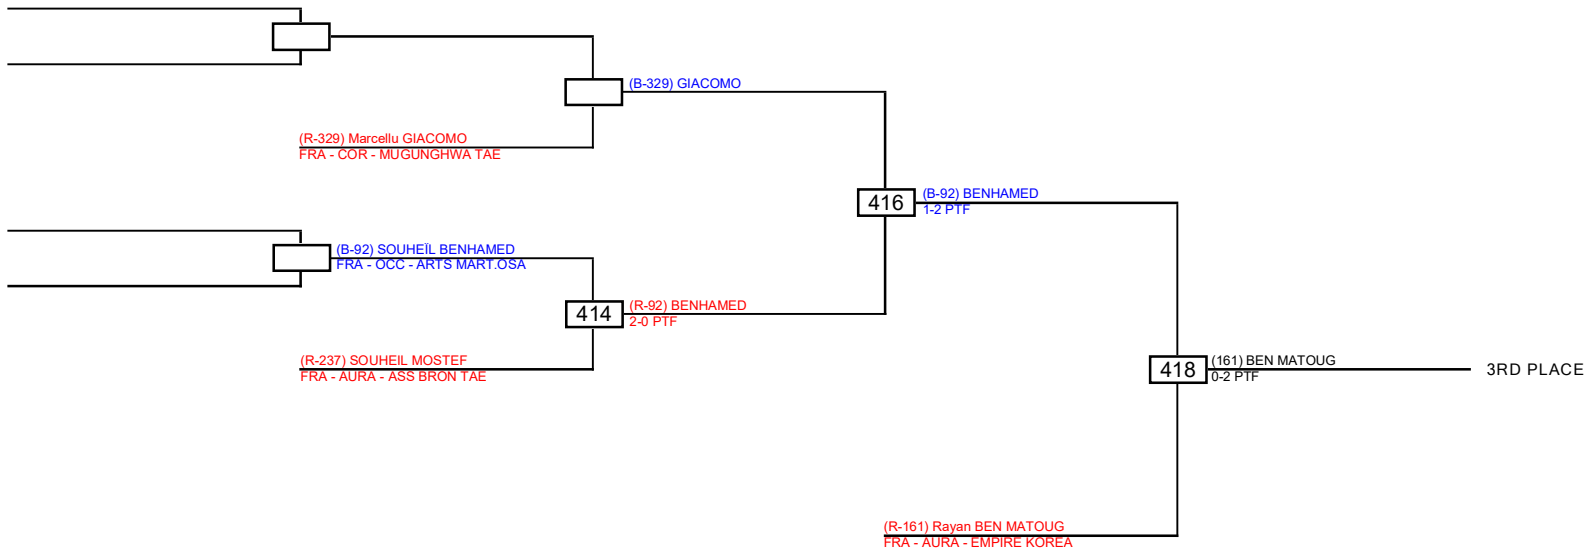 (B-329) GIACOMO
(R-329) Marcellu GIACOMO
FRA - COR - MUGUNGHWA TAE
416
(B-92) BENHAMED
1-2 PTF
(B-92) SOUHEÏL BENHAMED
FRA - OCC - ARTS MART.OSA
414
(R-92) BENHAMED
2-0 PTF
(R-237) SOUHEIL MOSTEF
FRA - AURA - ASS BRON TAE
418
(161) BEN MATOUG
0-2 PTF
3RD PLACE
(R-161) Rayan BEN MATOUG
FRA - AURA - EMPIRE KOREA